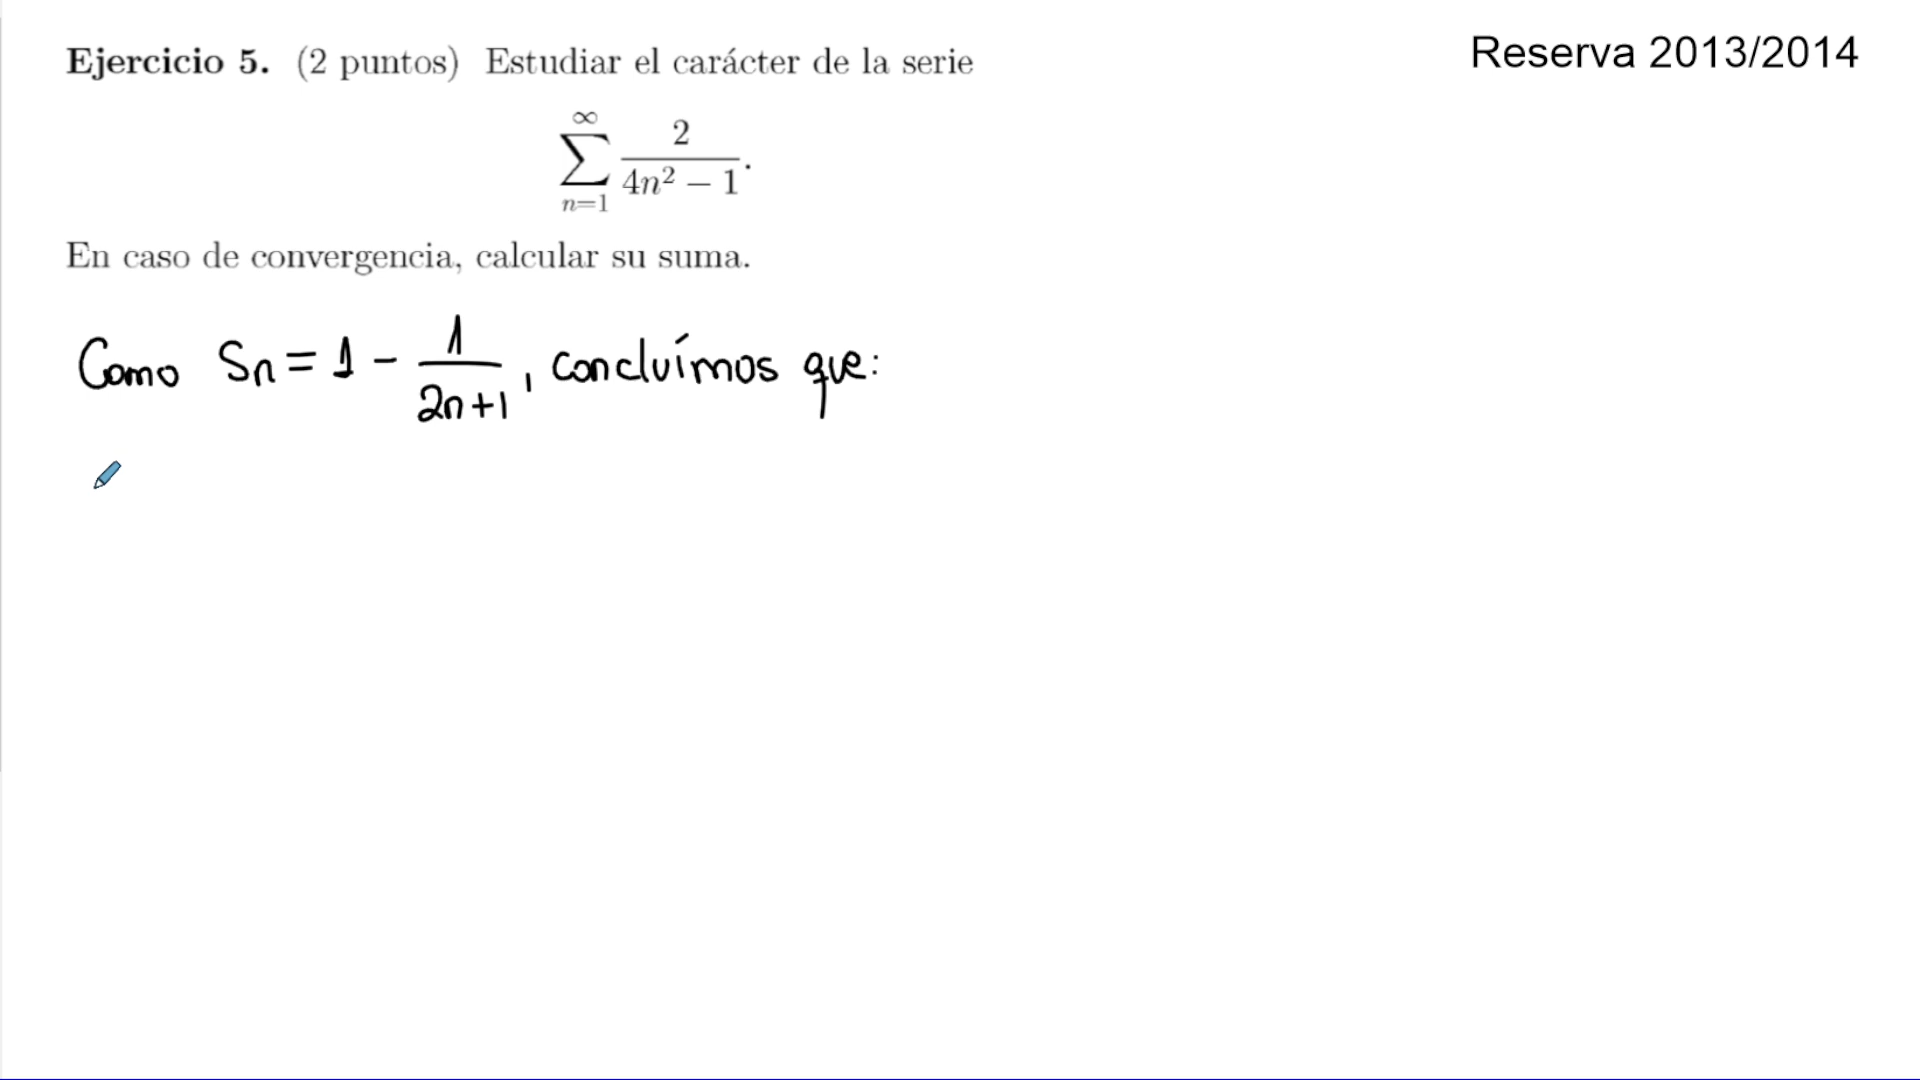 Ejercicio 5. (2 puntos) Estudiar el carácter de la serie
Reserva 2013/2014
∞
∑ 2 / (4n² − 1).
n=1
En caso de convergencia, calcular su suma.
Como Sn = 1 - 1 / (2n+1), concluímos que: